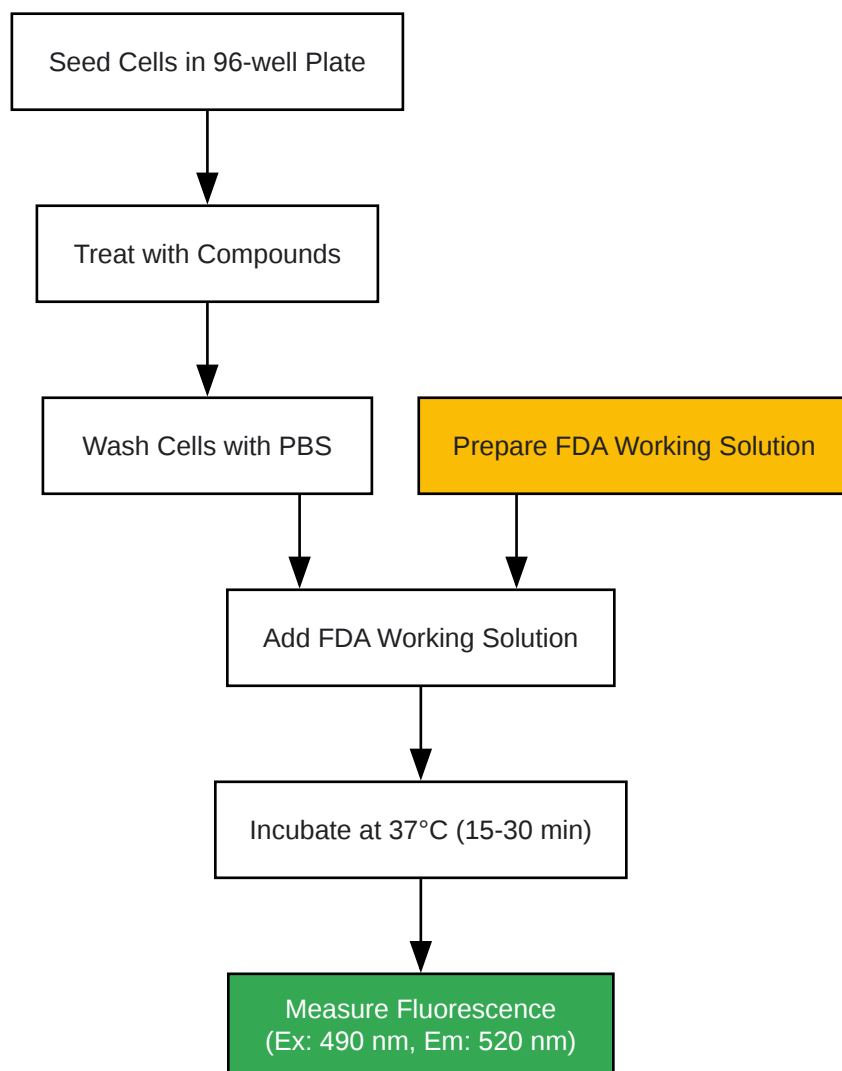 Seed Cells in 96-well Plate
Treat with Compounds
Wash Cells with PBS
Prepare FDA Working Solution
Add FDA Working Solution
Incubate at 37°C (15-30 min)
Measure Fluorescence
(Ex: 490 nm, Em: 520 nm)